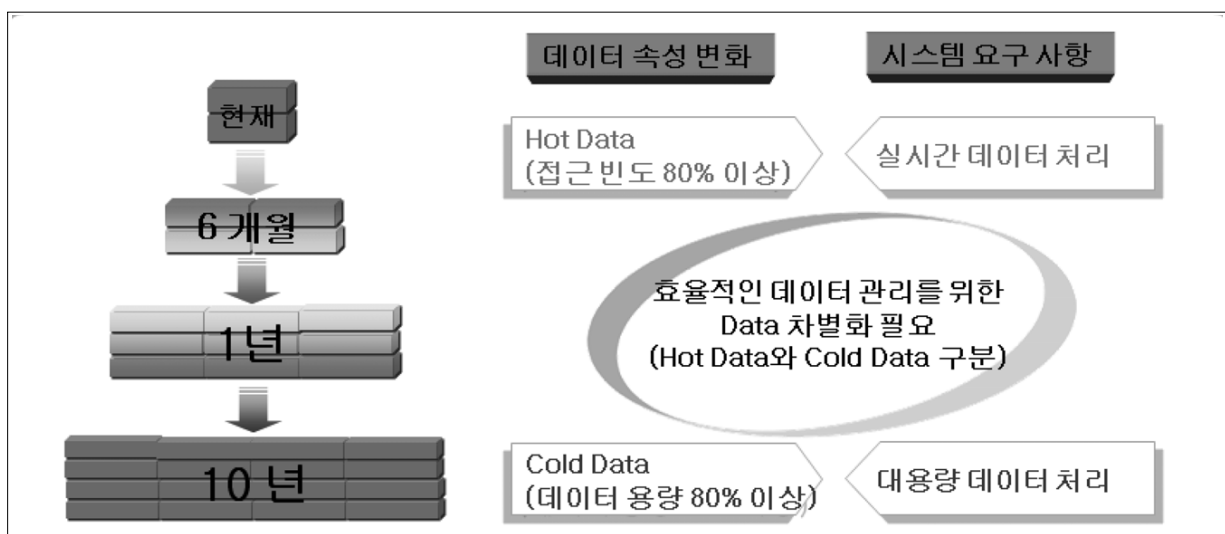 데이터 속성 변화
시스템 요구 사항
현재
Hot Data
(접근 빈도 80% 이상)
실시간 데이터 처리
6 개월
효율적인 데이터 관리를 위한
Data 차별화 필요
(Hot Data와 Cold Data 구분)
1년
Cold Data
(데이터 용량 80% 이상)
대용량 데이터 처리
10 년